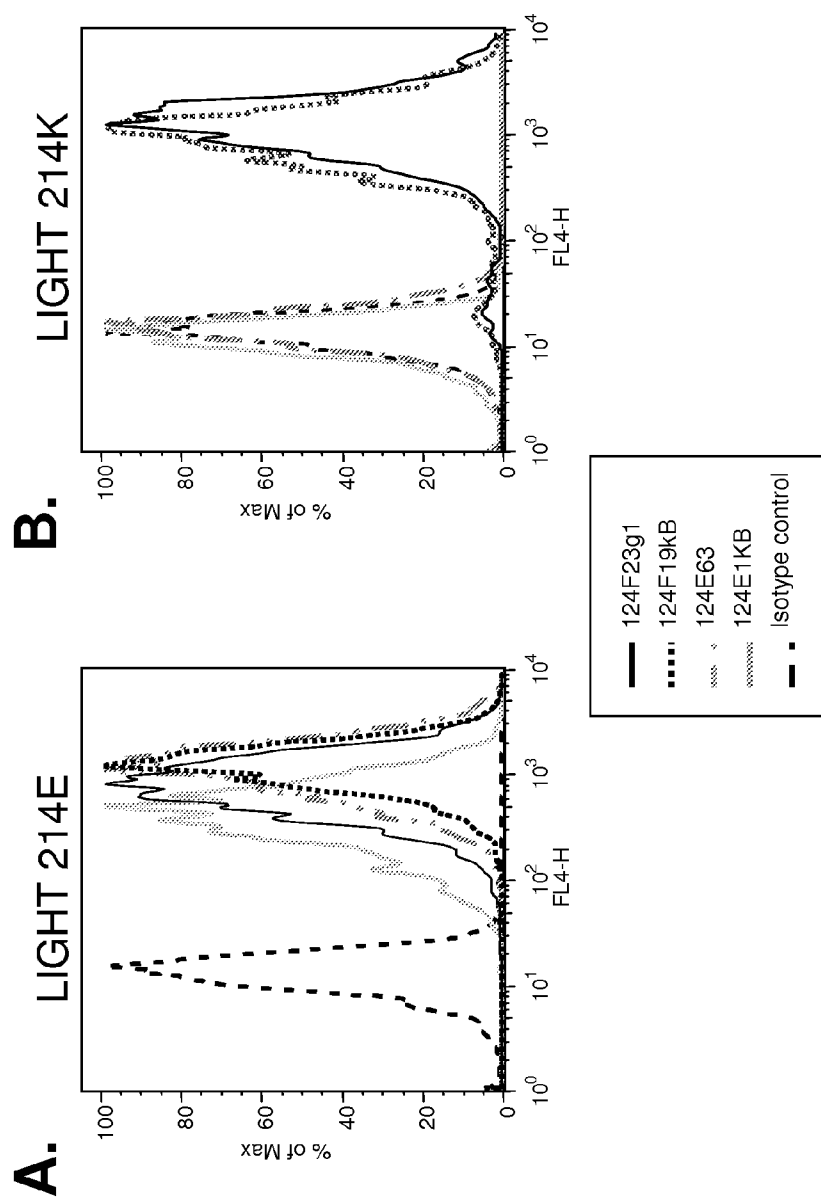 A.
LIGHT 214E
% of Max
100
80
60
40
20
0
10^0
10^1
10^2
10^3
10^4
FL4-H
B.
LIGHT 214K
% of Max
100
80
60
40
20
0
10^0
10^1
10^2
10^3
10^4
FL4-H
124F23g1
124F19kB
124E63
124E1KB
Isotype control